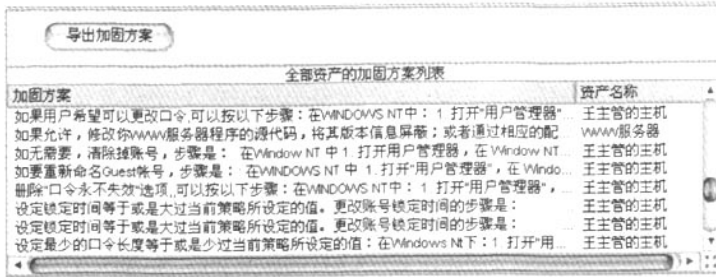 导出加固方案
全部资产的加固方案列表
加固方案 资产名称
如果用户希望可以更改口令,可以按以下步骤：在WINDOWS NT中： 1. 打开“用户管理器”... 王主管的主机
如果允许，修改你WWW服务器程序的源代码，将其版本信息屏蔽；或者通过相应的配... WWW服务器
如无需要，清除掉账号，步骤是： 在Window NT 中 1. 打开用户管理器，在 Window NT... 王主管的主机
如要重新命名Guest帐号，步骤是： 在WINDOWS NT 中 1. 打开“用户管理器”，在 Windo... 王主管的主机
删除“口令永不失效”选项,,可以按以下步骤：在WINDOWS NT中： 1. 打开“用户管理器”，... 王主管的主机
设定锁定时间等于或是大过当前策略所设定的值。更改账号锁定时间的步骤是： ... 王主管的主机
设定锁定时间等于或是大过当前策略所设定的值。更改账号锁定时间的步骤是： ... 王主管的主机
设定最少的口令长度等于或是少过当前策略所设定的值：在Windows Nt下：1. 打开“用... 王主管的主机